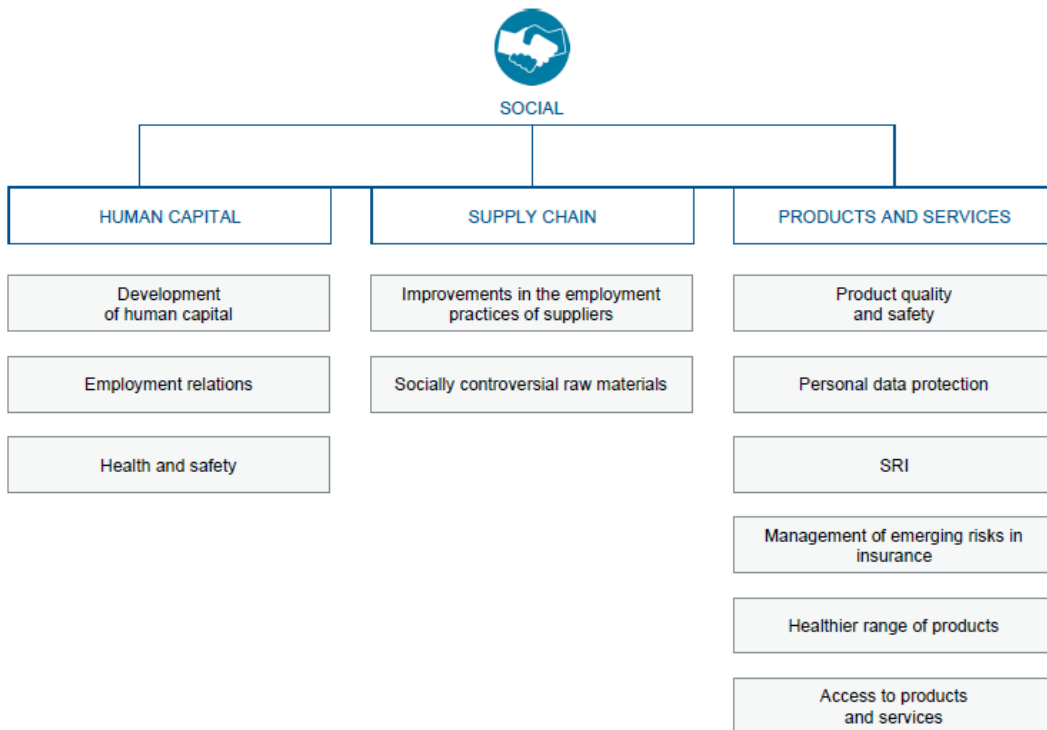 SOCIAL
HUMAN CAPITAL
SUPPLY CHAIN
PRODUCTS AND SERVICES
Development
of human capital
Improvements in the employment
practices of suppliers
Product quality
and safety
Employment relations
Socially controversial raw materials
Personal data protection
Health and safety
SRI
Management of emerging risks in
insurance
Healthier range of products
Access to products
and services